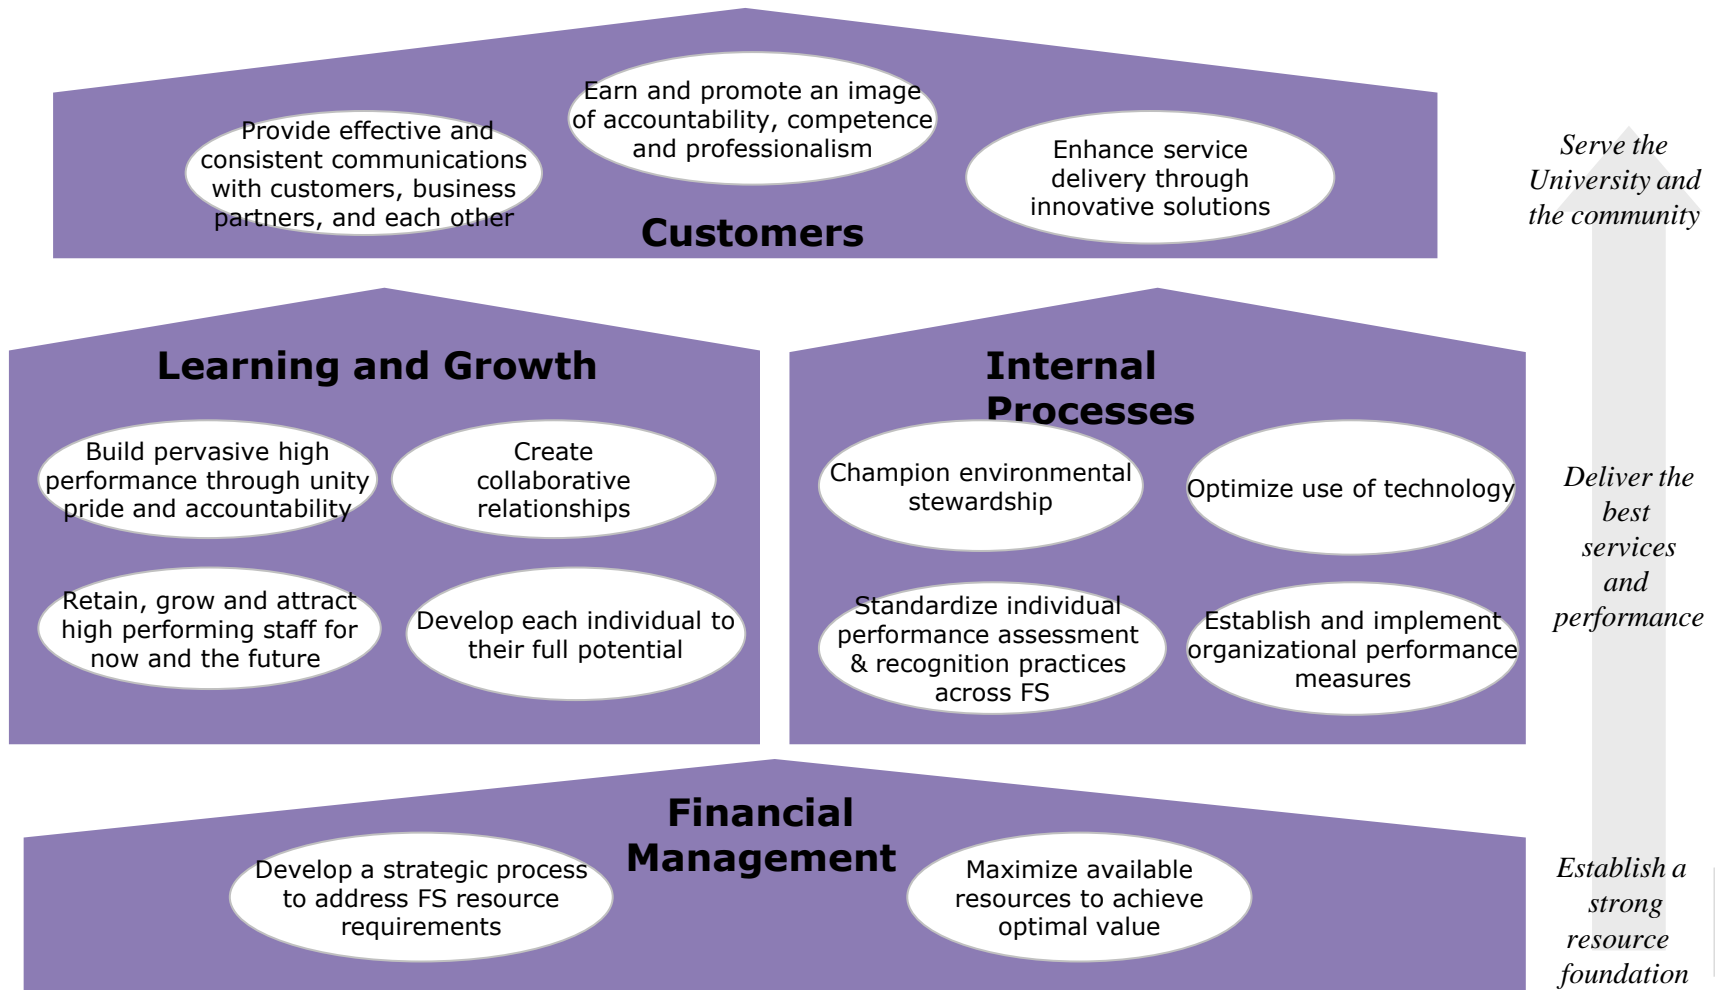 Earn and promote an image
of accountability, competence
and professionalism
Provide effective and
consistent communications
with customers, business
partners, and each other
Enhance service
delivery through
innovative solutions
Customers
Serve the
University and
the community
Learning and Growth
Build pervasive high
performance through unity
pride and accountability
Create
collaborative
relationships
Retain, grow and attract
high performing staff for
now and the future
Develop each individual to
their full potential
Internal
Processes
Champion environmental
stewardship
Optimize use of technology
Standardize individual
performance assessment
& recognition practices
across FS
Establish and implement
organizational performance
measures
Deliver the
best
services
and
performance
Financial
Management
Develop a strategic process
to address FS resource
requirements
Maximize available
resources to achieve
optimal value
Establish a
strong
resource
foundation